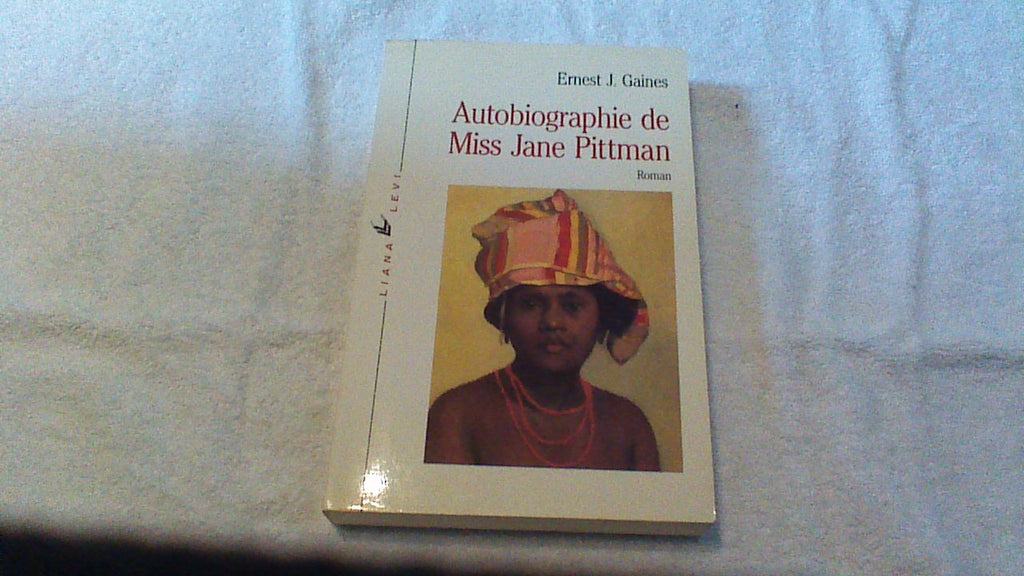 Ernest J. Gaines
Autobiographie de
Miss Jane Pittman
Roman
LIANA LEVI